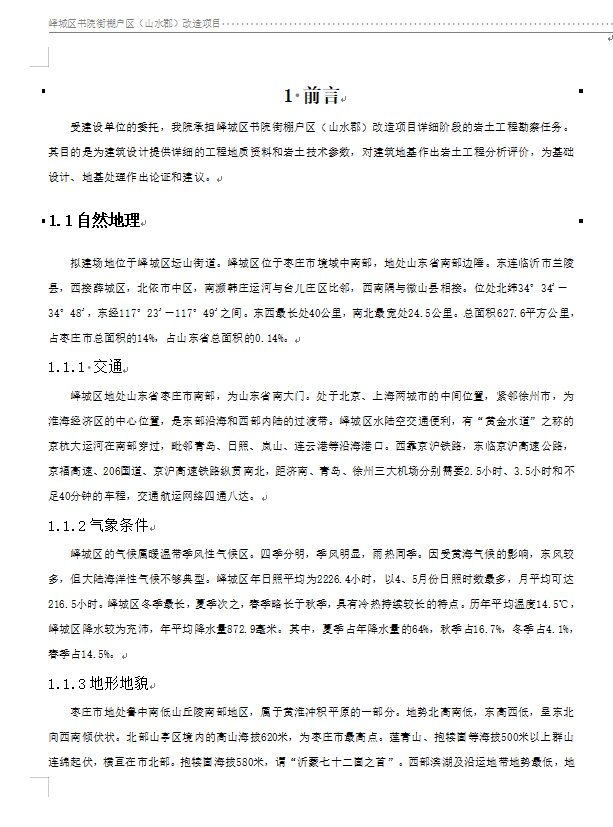 峄城区书院街棚户区（山水郡）改造项目
1 前言
受建设单位的委托，我院承担峄城区书院街棚户区（山水郡）改造项目详细阶段的岩土工程勘察任务。
其目的是为建筑设计提供详细的工程地质资料和岩土技术参数，对建筑地基作出岩土工程分析评价，为基础
设计、地基处理作出论证和建议。
1.1自然地理
拟建场地位于峄城区坛山街道。峄城区位于枣庄市境域中南部，地处山东省南部边陲。东连临沂市兰陵
县，西接薛城区，北依市中区，南濒韩庄运河与台儿庄区比邻，西南隅与微山县相接。位处北纬34°34′—
34°48′，东经117°23′—117°49′之间。东西最长处40公里，南北最宽处24.5公里。总面积627.6平方公里，
占枣庄市总面积的14%，占山东省总面积的0.14%。
1.1.1 交通
峄城区地处山东省枣庄市南部，为山东省南大门。处于北京、上海两城市的中间位置，紧邻徐州市，为
淮海经济区的中心位置，是东部沿海和西部内陆的过渡带。峄城区水陆空交通便利，有“黄金水道”之称的
京杭大运河在南部穿过，毗邻青岛、日照、岚山、连云港等沿海港口。西靠京沪铁路，东临京沪高速公路，
京福高速、206国道、京沪高速铁路纵贯南北，距济南、青岛、徐州三大机场分别需要2.5小时、3.5小时和不
足40分钟的车程，交通航运网络四通八达。
1.1.2气象条件
峄城区的气候属暖温带季风性气候区。四季分明，季风明显，雨热同季。因受黄海气候的影响，东风较
多，但大陆海洋性气候不够典型。峄城区年日照平均为2226.4小时，以4、5月份日照时数最多，月平均可达
216.5小时。峄城区冬季最长，夏季次之，春季略长于秋季，具有冷热持续较长的特点。历年平均温度14.5℃，
峄城区降水较为充沛，年平均降水量872.9毫米。其中，夏季占年降水量的64%，秋季占16.7%，冬季占4.1%，
春季占14.5%。
1.1.3地形地貌
枣庄市地处鲁中南低山丘陵南部地区，属于黄淮冲积平原的一部分。地势北高南低，东高西低，呈东北
向西南倾伏状。北部山亭区境内的高山海拔620米，为枣庄市最高点。莲青山、抱犊崮等海拔500米以上群山
连绵起伏，横亘在市北部。抱犊崮海拔580米，谓“沂蒙七十二崮之首”。西部滨湖及沿运地带地势最低，地